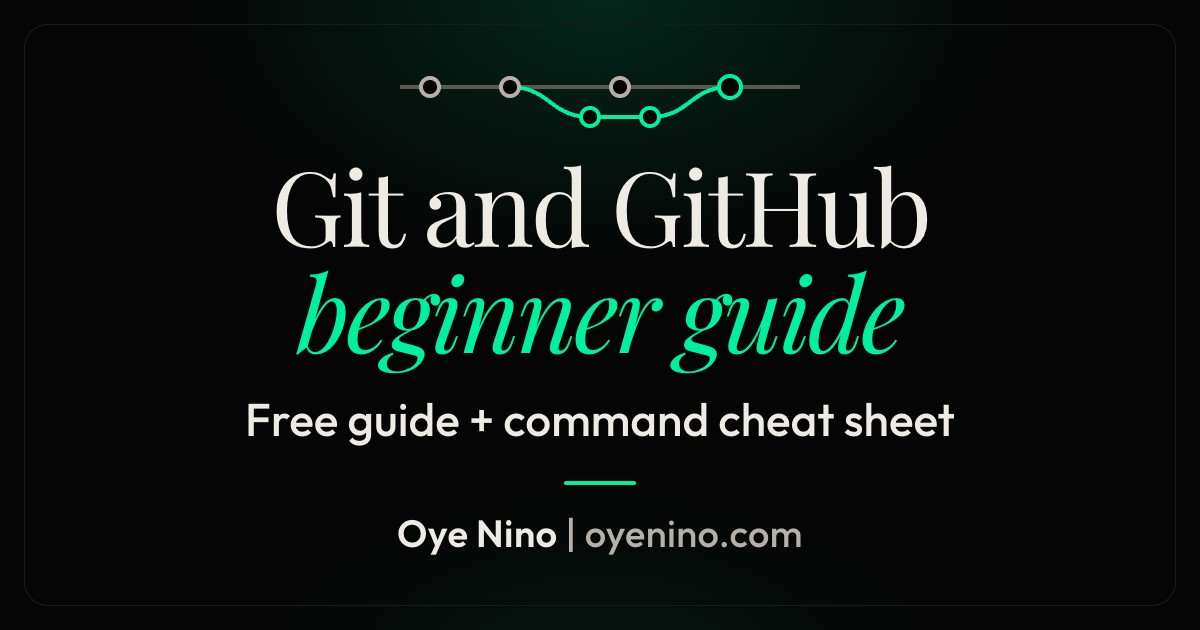 Git and GitHub
beginner guide
Free guide + command cheat sheet
Oye Nino | oyenino.com